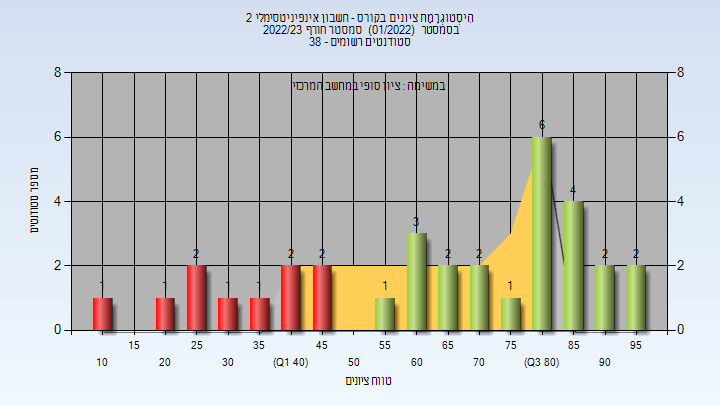 היסטוגרמת ציונים בקורס - חשבון אינפיניטסימלי 2
בסמסטר (01/2022) סמסטר חורף 2022/23
סטודנטים רשומים - 38
במשימה : ציון סופי במחשב המרכזי
8 8
6 6
4 4
2 2
0 0
מספר סטודנטים
1 1 2 1 1 2 2 1 3 2 2 1 6 4 2 2
15 25 35 45 55 65 75 85 95
10 20 30 (Q1 40) 50 60 70 (Q3 80) 90
טווח ציונים